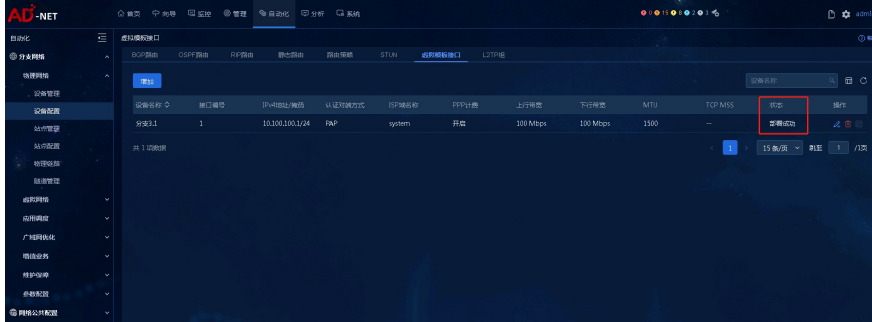 AD-NET
首页 向导 监控 管理 自动化 分析 系统
0 15 8 2 3
admi
自动化
虚拟模板接口
分支网络
BGP路由 OSPF路由 RIP路由 静态路由 路由策略 STUN 虚拟模板接口 L2TP组
物理网络
增加
设备名称
设备管理
设备配置
设备名称 接口编号 IPv4地址/掩码 认证对端方式 ISP域名称 PPP计费 上行带宽 下行带宽 MTU TCP MSS 状态 操作
站点管理
分支3.1 1 10.100.100.1/24 PAP system 开启 100 Mbps 100 Mbps 1500 -- 部署成功
站点配置
共 1 项数据
1 15 条/页 跳至 1 /1页
物理链路
隧道管理
虚拟网络
应用调度
广域网优化
增值业务
维护保障
参数配置
网络公共配置